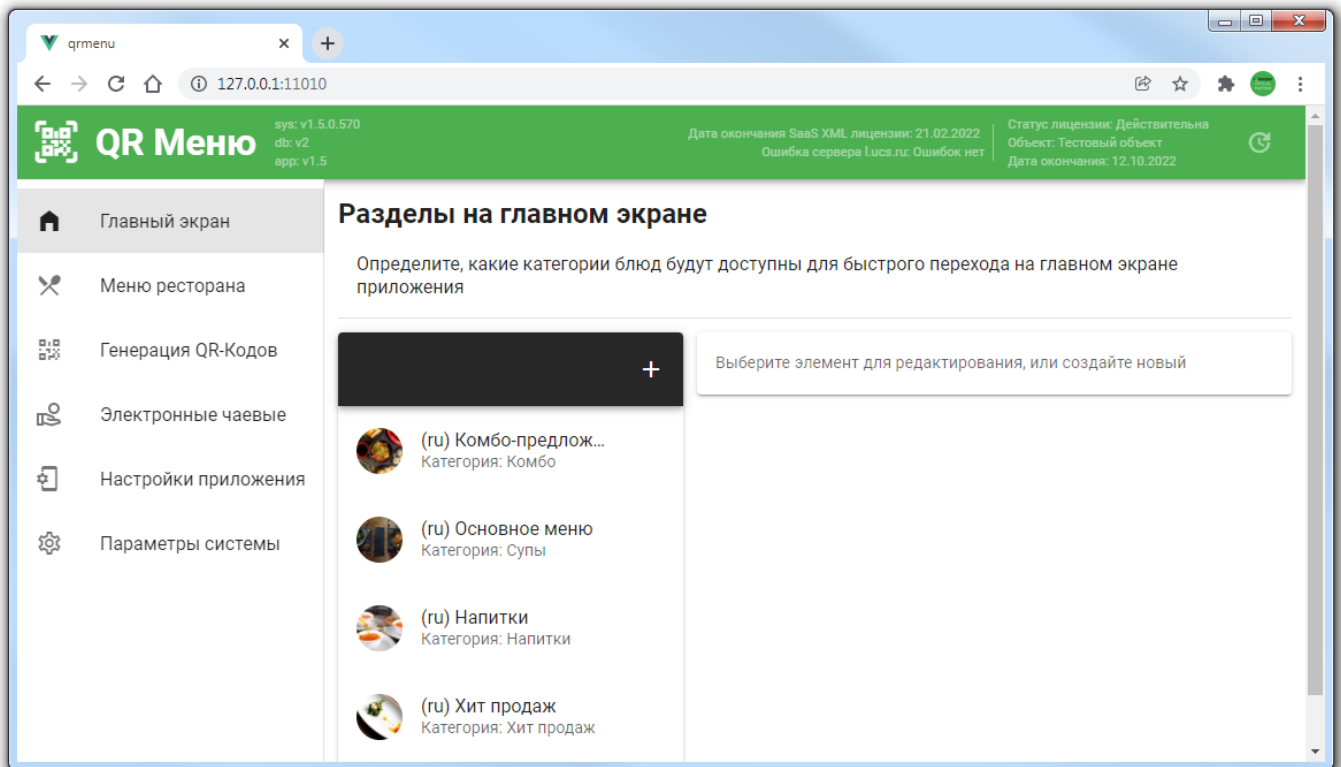 qrmenu
127.0.0.1:11010
QR Меню
sys: v1.5.0.570
db: v2
app: v1.5
Дата окончания SaaS XML лицензии: 21.02.2022
Ошибка сервера l.ucs.ru: Ошибок нет
Статус лицензии: Действительна
Объект: Тестовый объект
Дата окончания: 12.10.2022
Главный экран
Меню ресторана
Генерация QR-Кодов
Электронные чаевые
Настройки приложения
Параметры системы
Разделы на главном экране
Определите, какие категории блюд будут доступны для быстрого перехода на главном экране
приложения
Выберите элемент для редактирования, или создайте новый
(ru) Комбо-предлож...
Категория: Комбо
(ru) Основное меню
Категория: Супы
(ru) Напитки
Категория: Напитки
(ru) Хит продаж
Категория: Хит продаж